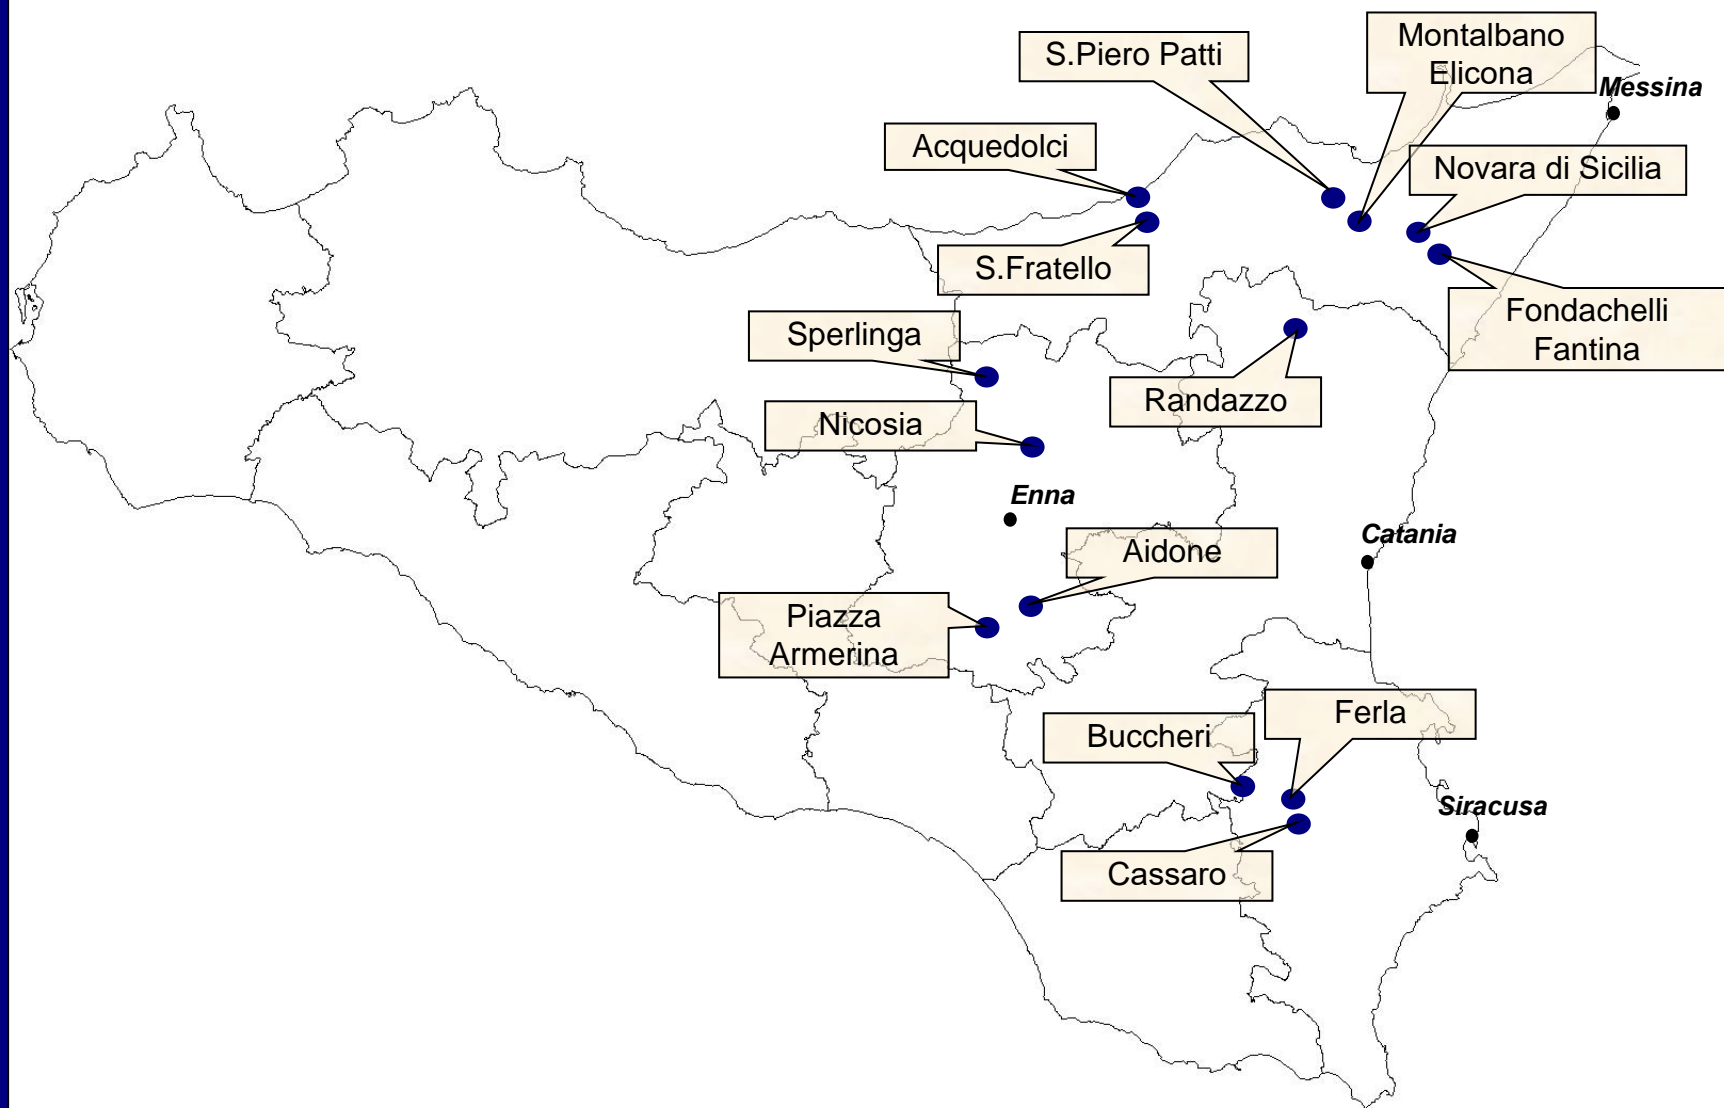 Montalbano
Elicona
S.Piero Patti
Messina
Acquedolci
Novara di Sicilia
S.Fratello
Fondachelli
Fantina
Sperlinga
Randazzo
Nicosia
Enna
Catania
Aidone
Piazza
Armerina
Ferla
Buccheri
Siracusa
Cassaro